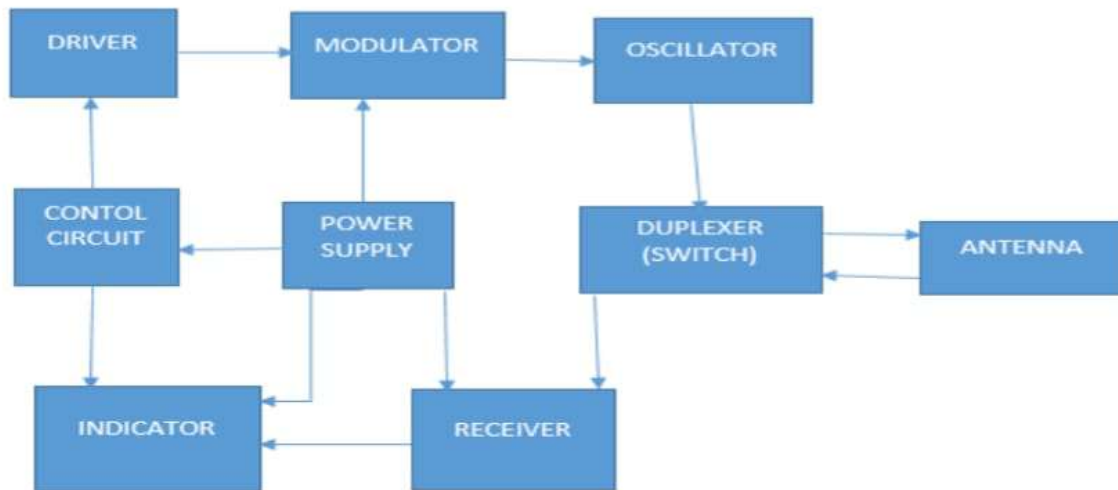 DRIVER
MODULATOR
OSCILLATOR
CONTOL
CIRCUIT
POWER
SUPPLY
DUPLEXER
(SWITCH)
ANTENNA
INDICATOR
RECEIVER